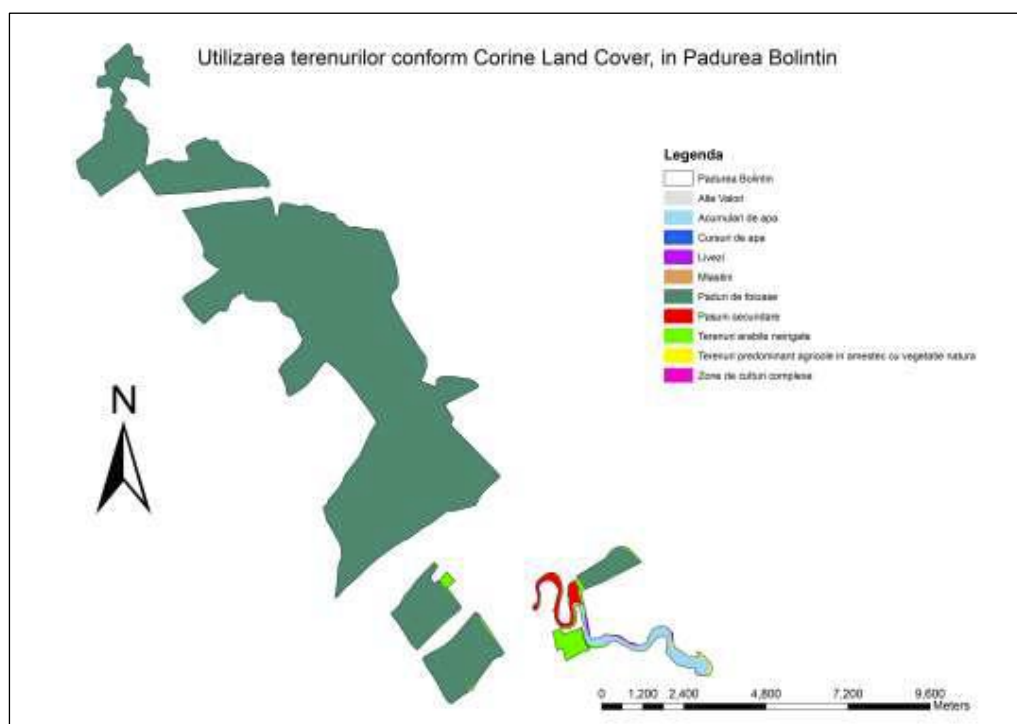 Utilizarea terenurilor conform Corine Land Cover, in Padurea Bolintin
Legenda
Padurea Bolintin
Alte Valori
Acumulari de apa
Cursuri de apa
Livezi
Mlastini
Paduri de foioase
Pasuni secundare
Terenuri arabile neirigate
Terenuri predominant agricole in amestec cu vegetatie natura
Zone de culturi complexe
N
0 1,200 2,400 4,800 7,200 9,600
Meters